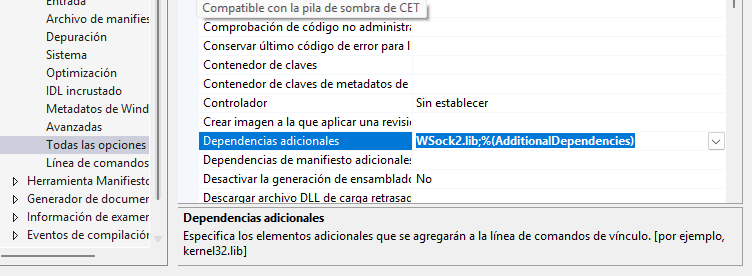 Entrada
Archivo de manifies
Depuración
Sistema
Optimización
IDL incrustado
Metadatos de Wind
Avanzadas
Todas las opciones
Línea de comandos
Herramienta Manifiesto
Generador de documen
Información de examen
Eventos de compilación
Compatible con la pila de sombra de CET
Comprobación de código no administra
Conservar último código de error para l
Contenedor de claves
Contenedor de claves de metadatos de
Controlador Sin establecer
Crear imagen a la que aplicar una revisió
Dependencias adicionales WSock2.lib;%(AdditionalDependencies)
Dependencias de manifiesto adicionales
Desactivar la generación de ensamblado No
Descargar archivo DLL de carga retrasad
Dependencias adicionales
Especifica los elementos adicionales que se agregarán a la línea de comandos de vínculo. [por ejemplo,
kernel32.lib]